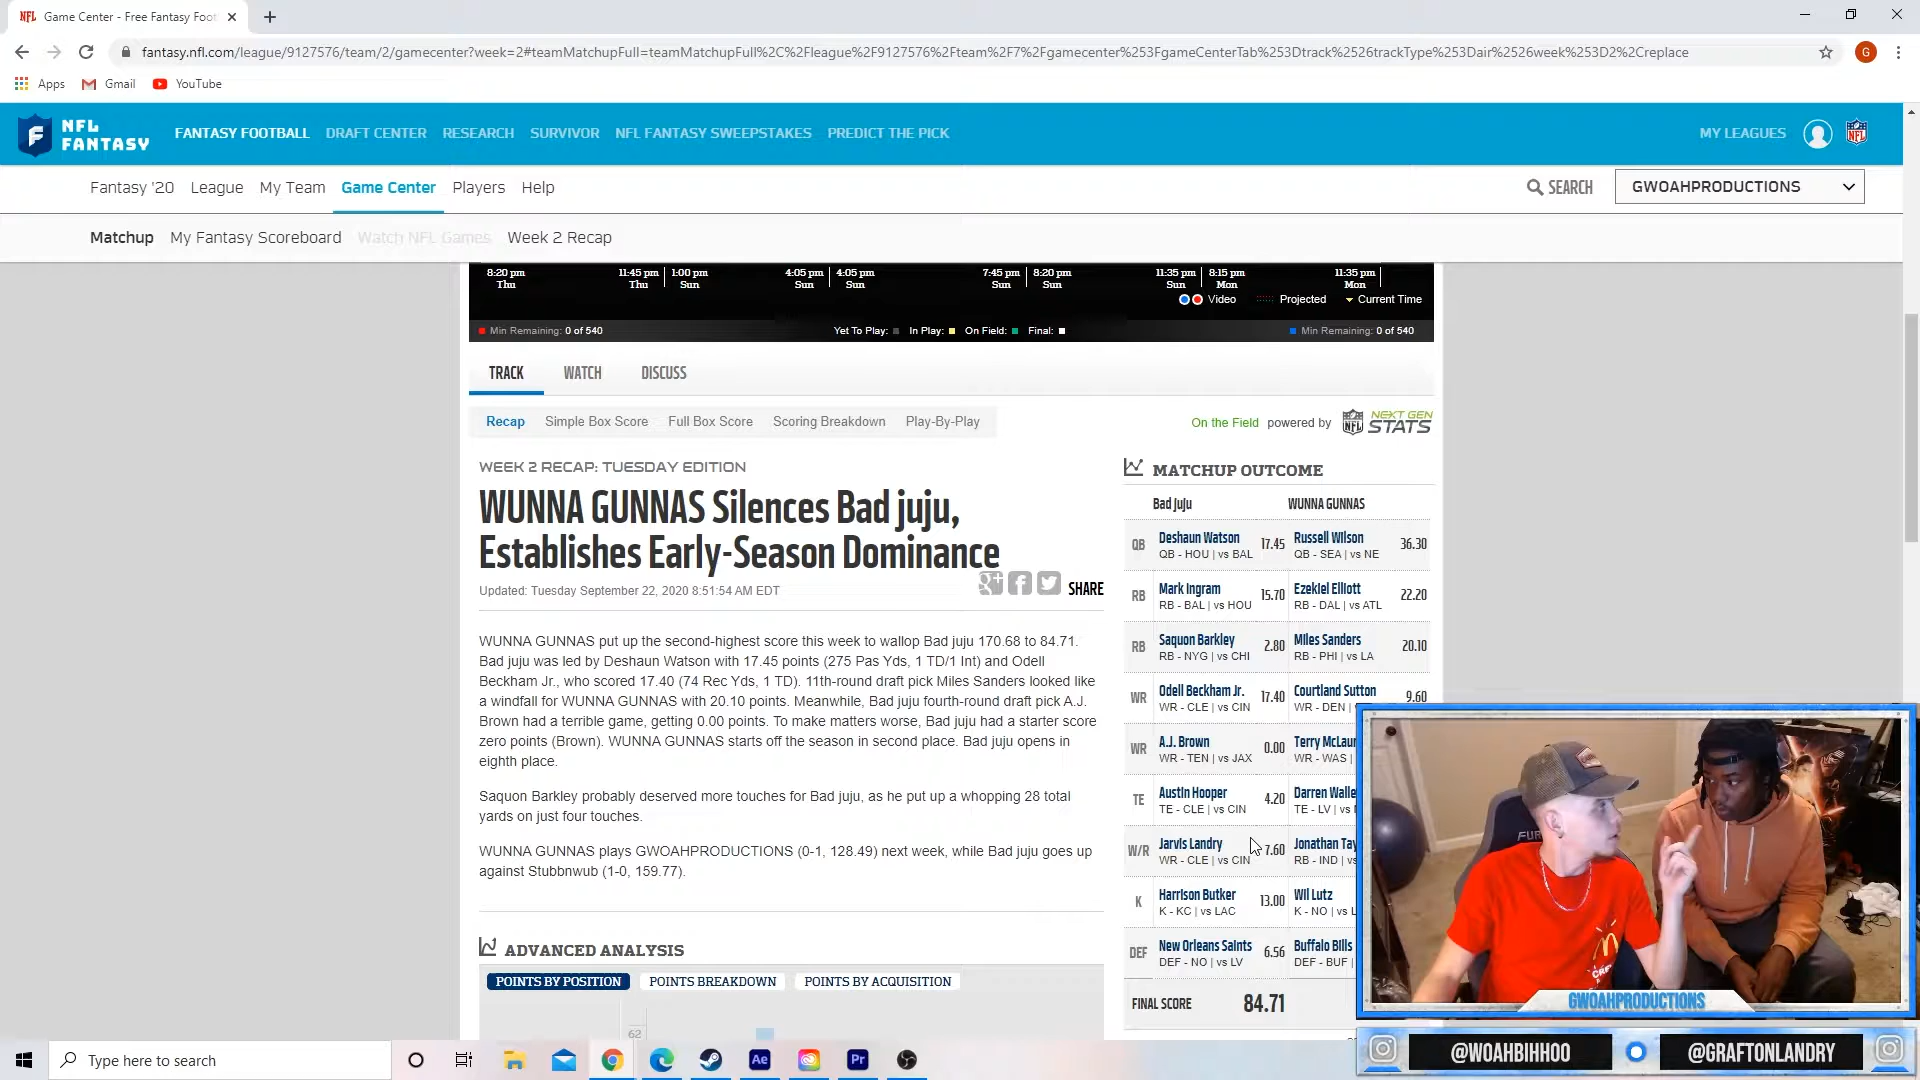 Game Center - Free Fantasy Foot
fantasy.nfl.com/league/9127576/team/2/gamecenter?week=2#teamMatchupFull=teamMatchupFull%2C%2Fleague%2F9127576%2Fteam%2F7%2Fgamecenter%253FgameCenterTab%253Dtrack%2526trackType%253Dair%2526week%253D2%2Creplace
G
Apps Gmail YouTube
NFL FANTASY
FANTASY FOOTBALL DRAFT CENTER RESEARCH SURVIVOR NFL FANTASY SWEEPSTAKES PREDICT THE PICK MY LEAGUES
Fantasy '20 League My Team Game Center Players Help SEARCH GWOAHPRODUCTIONS
Matchup My Fantasy Scoreboard Watch NFL Games Week 2 Recap
8:20 pm 11:45 pm 1:00 pm 4:05 pm 4:05 pm 7:45 pm 8:20 pm 11:35 pm 8:15 pm 11:35 pm
Thu Thu Sun Sun Sun Sun Sun Sun Mon Mon
Video Projected Current Time
Min Remaining: 0 of 540 Yet To Play: In Play: On Field: Final: Min Remaining: 0 of 540
TRACK WATCH DISCUSS
Recap Simple Box Score Full Box Score Scoring Breakdown Play-By-Play
On the Field powered by NFL NEXT GEN STATS
WEEK 2 RECAP: TUESDAY EDITION
WUNNA GUNNAS Silences Bad juju,
Establishes Early-Season Dominance
Updated: Tuesday September 22, 2020 8:51:54 AM EDT
SHARE
WUNNA GUNNAS put up the second-highest score this week to wallop Bad juju 170.68 to 84.71.
Bad juju was led by Deshaun Watson with 17.45 points (275 Pas Yds, 1 TD/1 Int) and Odell
Beckham Jr., who scored 17.40 (74 Rec Yds, 1 TD). 11th-round draft pick Miles Sanders looked like
a windfall for WUNNA GUNNAS with 20.10 points. Meanwhile, Bad juju fourth-round draft pick A.J.
Brown had a terrible game, getting 0.00 points. To make matters worse, Bad juju had a starter score
zero points (Brown). WUNNA GUNNAS starts off the season in second place. Bad juju opens in
eighth place.
Saquon Barkley probably deserved more touches for Bad juju, as he put up a whopping 28 total
yards on just four touches.
WUNNA GUNNAS plays GWOAHPRODUCTIONS (0-1, 128.49) next week, while Bad juju goes up
against Stubbnwub (1-0, 159.77).
ADVANCED ANALYSIS
POINTS BY POSITION POINTS BREAKDOWN POINTS BY ACQUISITION
62
MATCHUP OUTCOME
Bad juju WUNNA GUNNAS
QB Deshaun Watson 17.45 Russell Wilson 36.30
QB - HOU | vs BAL QB - SEA | vs NE
RB Mark Ingram 15.70 Ezekiel Elliott 22.20
RB - BAL | vs HOU RB - DAL | vs ATL
RB Saquon Barkley 2.80 Miles Sanders 20.10
RB - NYG | vs CHI RB - PHI | vs LA
WR Odell Beckham Jr. 17.40 Courtland Sutton 9.60
WR - CLE | vs CIN WR - DEN |
WR A.J. Brown 0.00 Terry McLaur
WR - TEN | vs JAX WR - WAS |
TE Austin Hooper 4.20 Darren Walle
TE - CLE | vs CIN TE - LV | vs
W/R Jarvis Landry 7.60 Jonathan Tay
WR - CLE | vs CIN RB - IND | vs
K Harrison Butker 13.00 Wil Lutz
K - KC | vs LAC K - NO | vs L
DEF New Orleans Saints 6.56 Buffalo Bills
DEF - NO | vs LV DEF - BUF |
FINAL SCORE 84.71
GWOAHPRODUCTIONS
@WOAHBIHHOO @GRAFTONLANDRY
Type here to search
Ae Pr